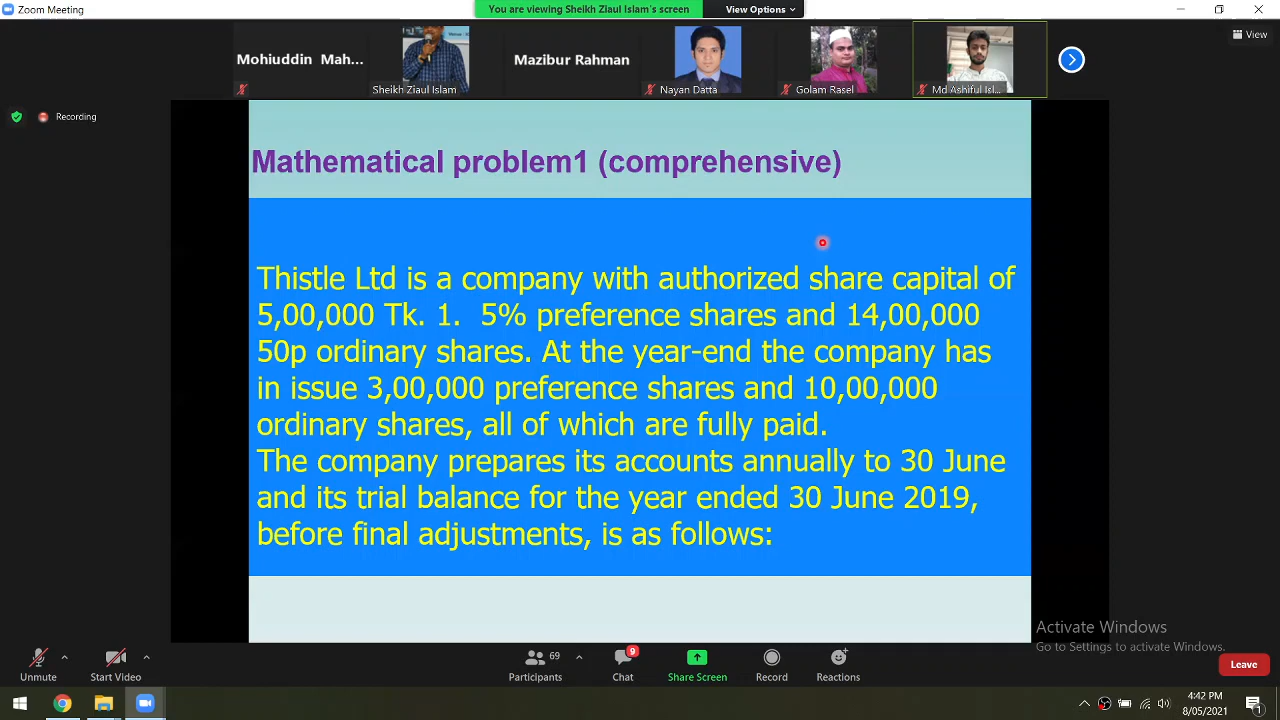 Zoom Meeting
You are viewing Sheikh Ziaul Islam's screen
View Options
View
Mohiuddin Mah...
Sheikh Ziaul Islam
Mazibur Rahman
Nayan Datta
Golam Rasel
Md Ashiful Isl...
Recording
Mathematical problem1 (comprehensive)
Thistle Ltd is a company with authorized share capital of
5,00,000 Tk. 1. 5% preference shares and 14,00,000
50p ordinary shares. At the year-end the company has
in issue 3,00,000 preference shares and 10,00,000
ordinary shares, all of which are fully paid.
The company prepares its accounts annually to 30 June
and its trial balance for the year ended 30 June 2019,
before final adjustments, is as follows:
Activate Windows
Go to Settings to activate Windows.
Unmute
Start Video
69
Participants
9
Chat
Share Screen
Record
Reactions
Leave
4:42 PM
8/05/2021
1